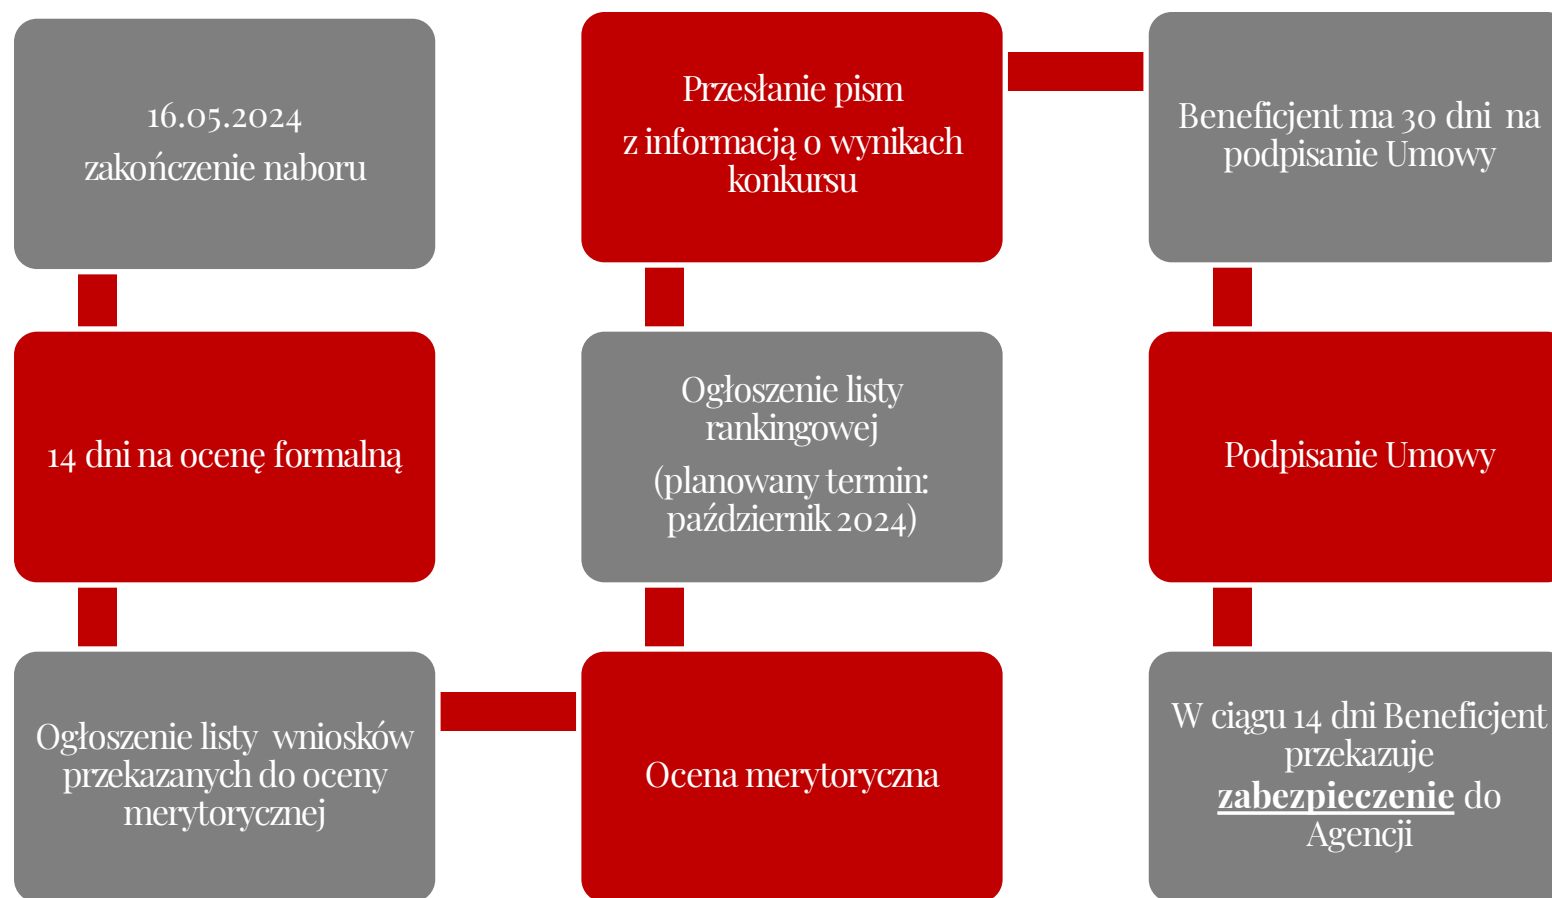 16.05.2024
zakończenie naboru
14 dni na ocenę formalną
Ogłoszenie listy wniosków
przekazanych do oceny
merytorycznej
Ocena merytoryczna
Ogłoszenie listy
rankingowej
(planowany termin:
październik 2024)
Przesłanie pism
z informacją o wynikach
konkursu
Beneficjent ma 30 dni na
podpisanie Umowy
Podpisanie Umowy
W ciągu 14 dni Beneficjent
przekazuje
zabezpieczenie do
Agencji